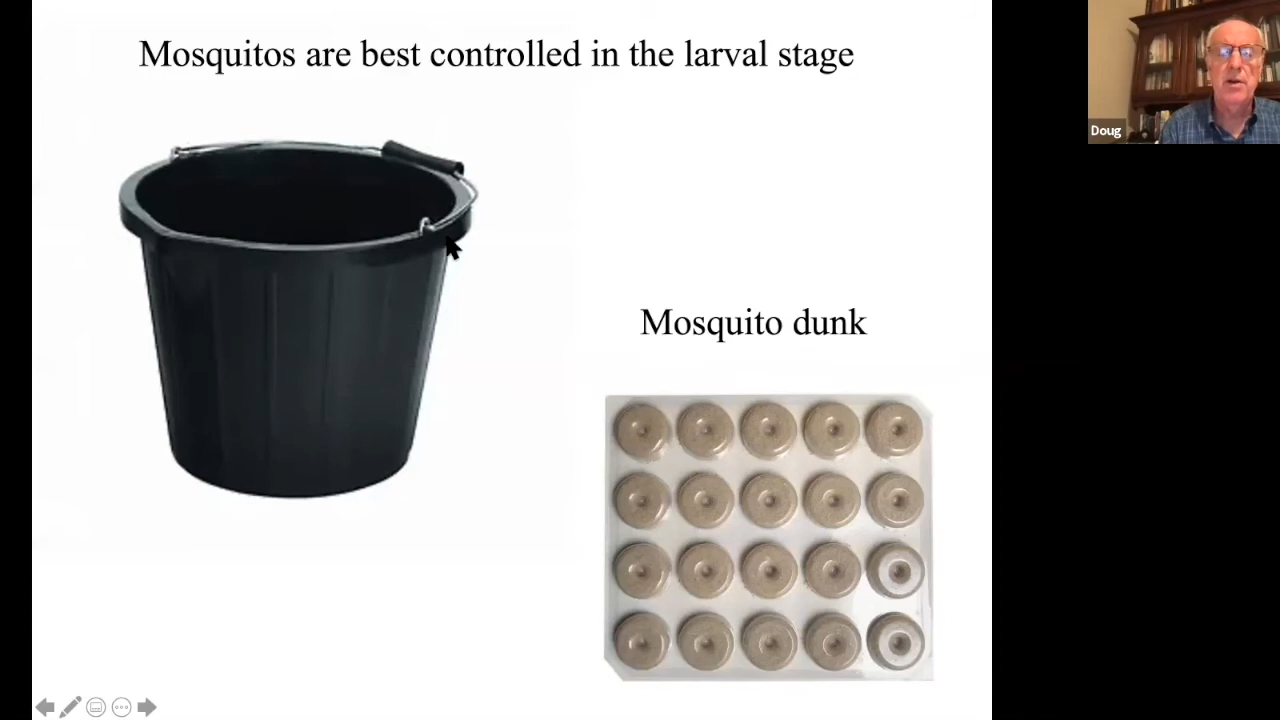 Mosquitos are best controlled in the larval stage
Doug
Mosquito dunk